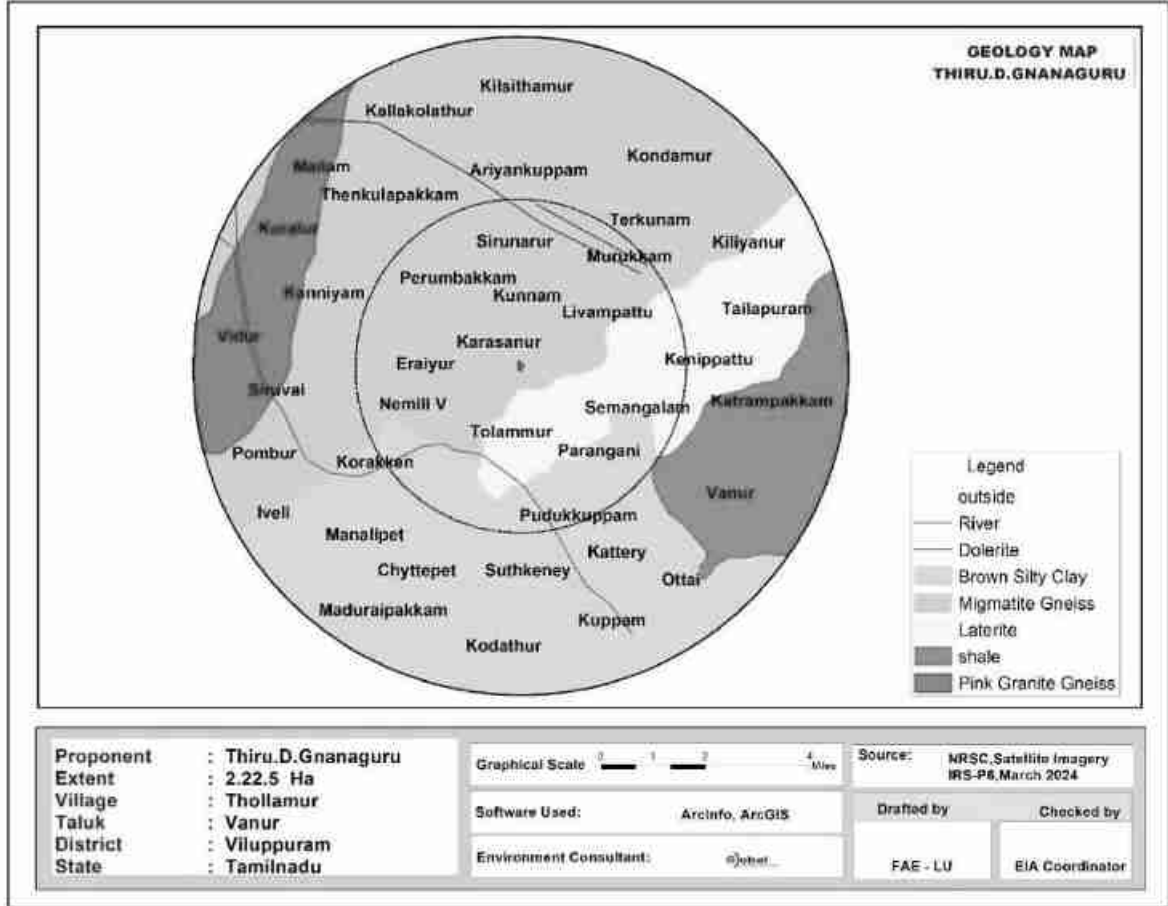 GEOLOGY MAP
THIRU.D.GNANAGURU
Kilsithamur
Kallakolathur
Kondamur
Mailam
Ariyankuppam
Thenkulapakkam
Terkunam
Kuralur
Sirunarur
Kiliyanur
Murukkam
Perumbakkam
Kanniyam
Kunnam
Livampattu
Tailapuram
Vidur
Karasanur
Eraiyur
Kenippattu
Siruvai
Nemili V
Semangalam
Katrampakkam
Tolammur
Pombur
Korakken
Parangani
Vanur
Iveli
Pudukkuppam
Manalipet
Kattery
Chyttepet
Suthkeney
Ottai
Maduraipakkam
Kuppam
Kodathur
Legend
outside
River
Dolerite
Brown Silty Clay
Migmatite Gneiss
Laterite
shale
Pink Granite Gneiss
Proponent : Thiru.D.Gnanaguru
Extent : 2.22.5 Ha
Village : Thollamur
Taluk : Vanur
District : Viluppuram
State : Tamilnadu
Graphical Scale 0 1 2 4 Miles
Software Used: ArcInfo, ArcGIS
Environment Consultant:
Source: NRSC,Satellite Imagery
IRS-P6,March 2024
Drafted by Checked by
FAE - LU EIA Coordinator